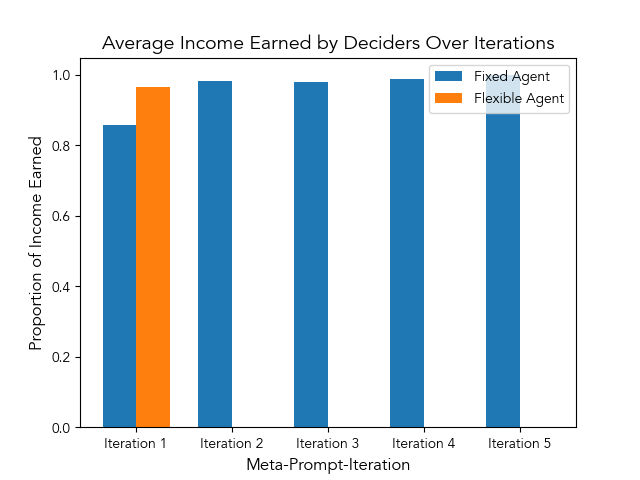 Average Income Earned by Deciders Over Iterations
Fixed Agent
Flexible Agent
1.0
0.8
0.6
0.4
0.2
0.0
Proportion of Income Earned
Iteration 1
Iteration 2
Iteration 3
Iteration 4
Iteration 5
Meta-Prompt-Iteration